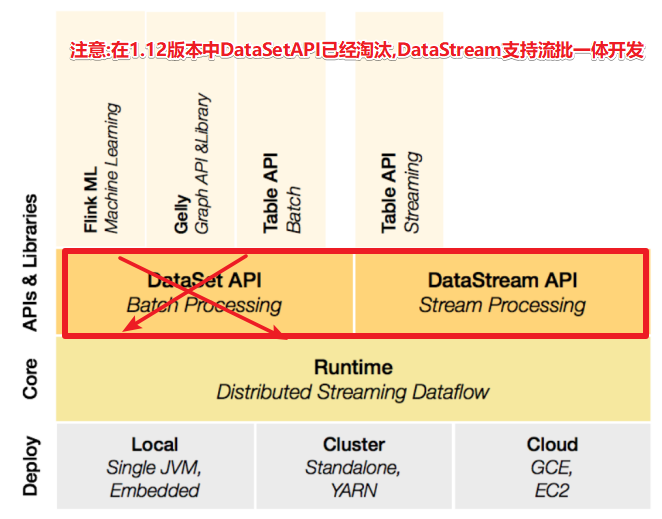 注意:在1.12版本中DataSetAPI已经淘汰,DataStream支持流批一体开发
APIs & Libraries
Flink ML
Machine Learning
Gelly
Graph API &Library
Table API
Batch
Table API
Streaming
DataSet API
Batch Processing
DataStream API
Stream Processing
Core
Runtime
Distributed Streaming Dataflow
Deploy
Local
Single JVM,
Embedded
Cluster
Standalone,
YARN
Cloud
GCE,
EC2